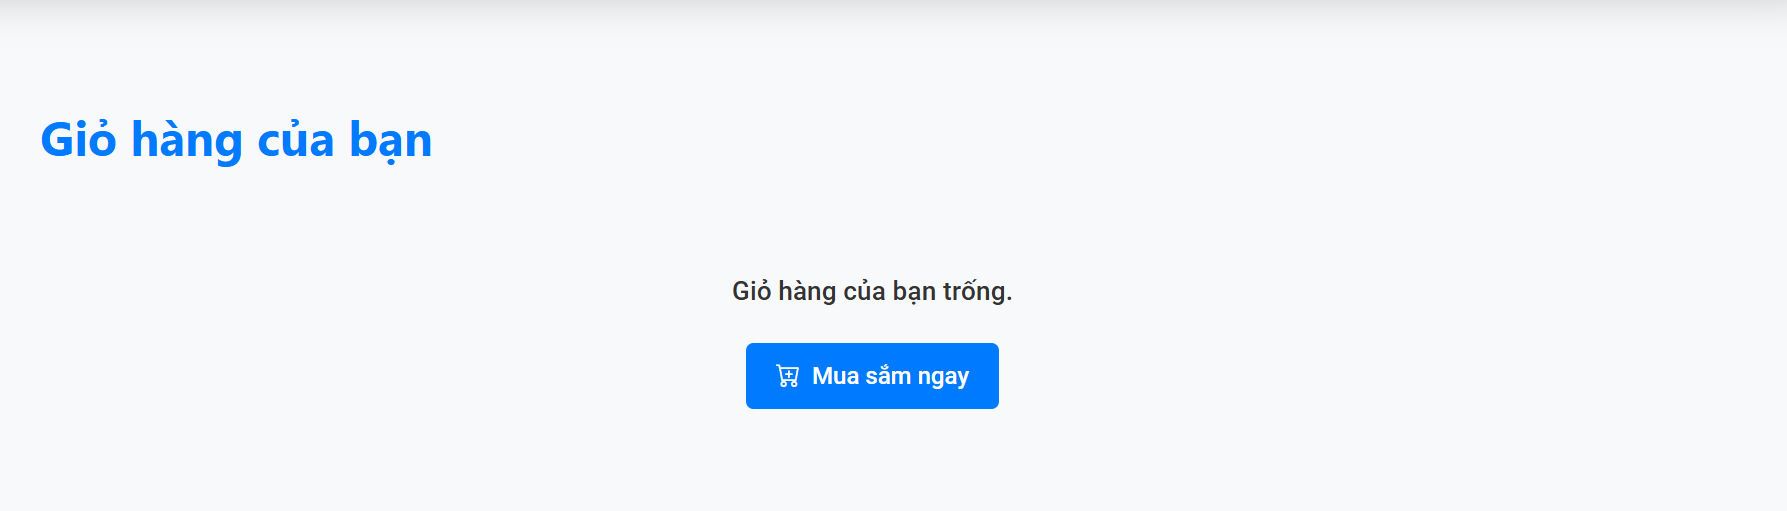 Giỏ hàng của bạn
Giỏ hàng của bạn trống.
Mua sắm ngay